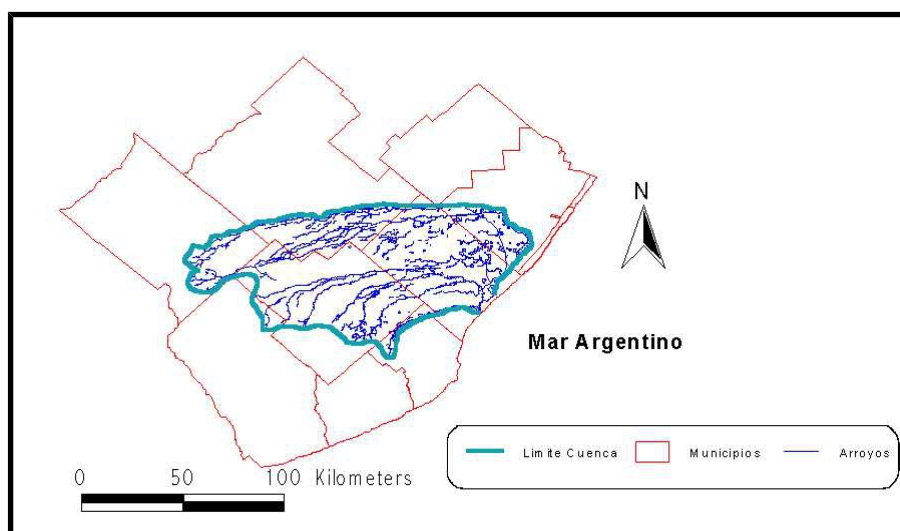 N
Mar Argentino
Limite Cuenca
Municipios
Arroyos
0 50 100 Kilometers